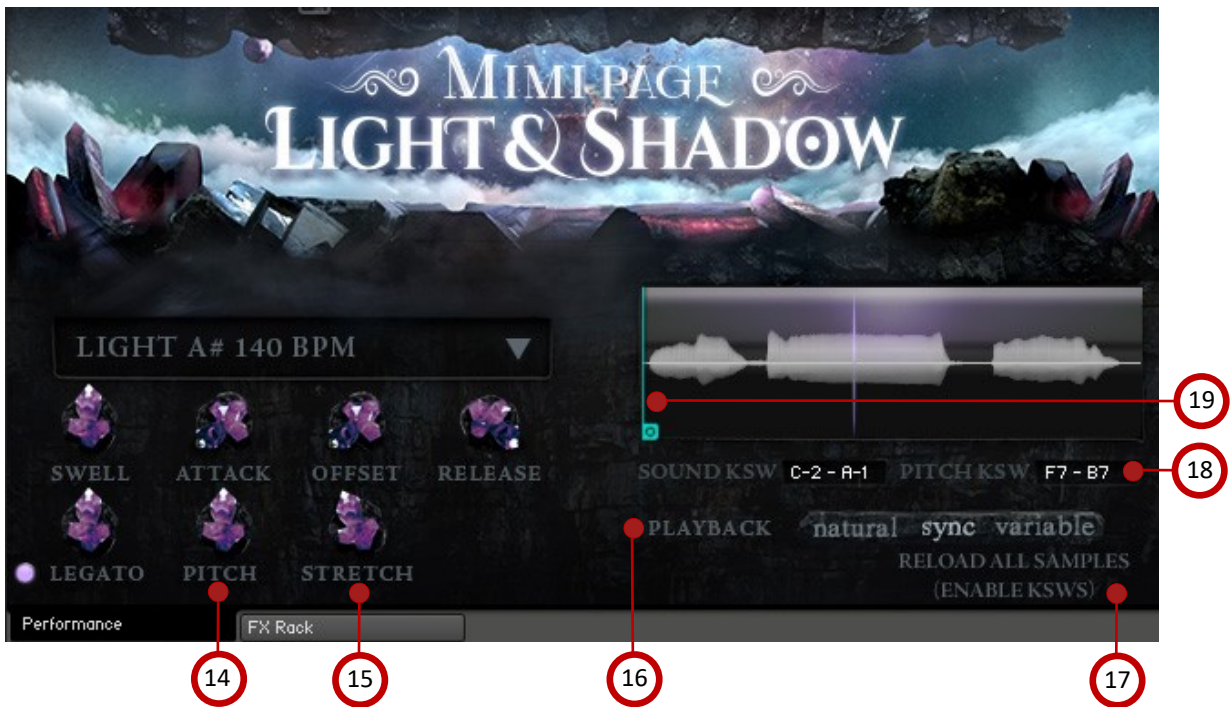 MIMI PAGE
LIGHT & SHADOW
LIGHT A# 140 BPM
SWELL ATTACK OFFSET RELEASE
LEGATO PITCH STRETCH
SOUND KSW C-2 - A-1 PITCH KSW F7 - B7
PLAYBACK natural sync variable
RELOAD ALL SAMPLES
(ENABLE KSWS)
Performance FX Rack
19
18
14 15 16 17